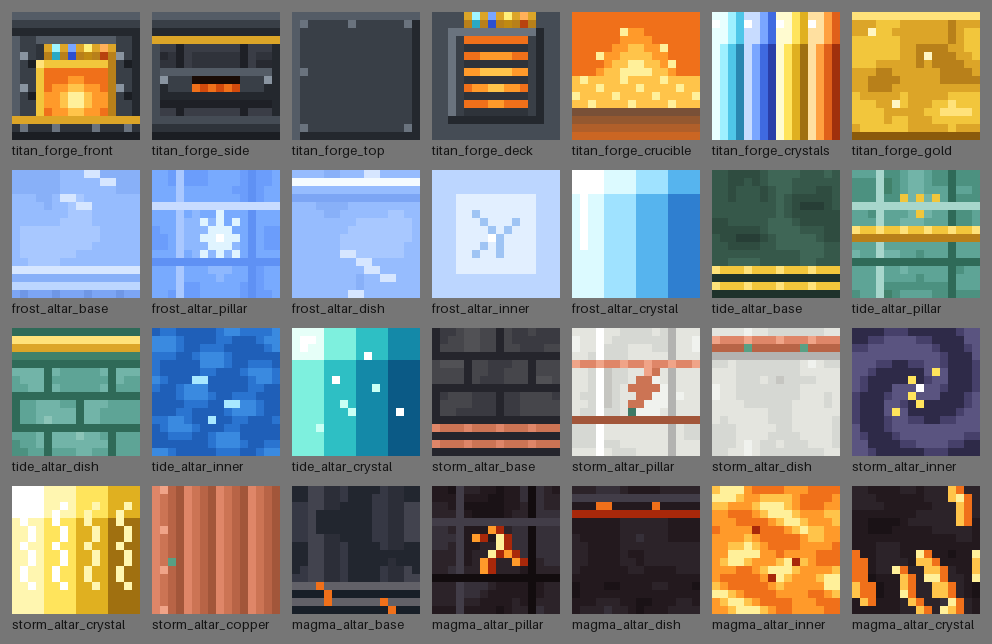 titan_forge_front titan_forge_side titan_forge_top titan_forge_deck titan_forge_crucible titan_forge_crystals titan_forge_gold
frost_altar_base frost_altar_pillar frost_altar_dish frost_altar_inner frost_altar_crystal tide_altar_base tide_altar_pillar
tide_altar_dish tide_altar_inner tide_altar_crystal storm_altar_base storm_altar_pillar storm_altar_dish storm_altar_inner
storm_altar_crystal storm_altar_copper magma_altar_base magma_altar_pillar magma_altar_dish magma_altar_inner magma_altar_crystal